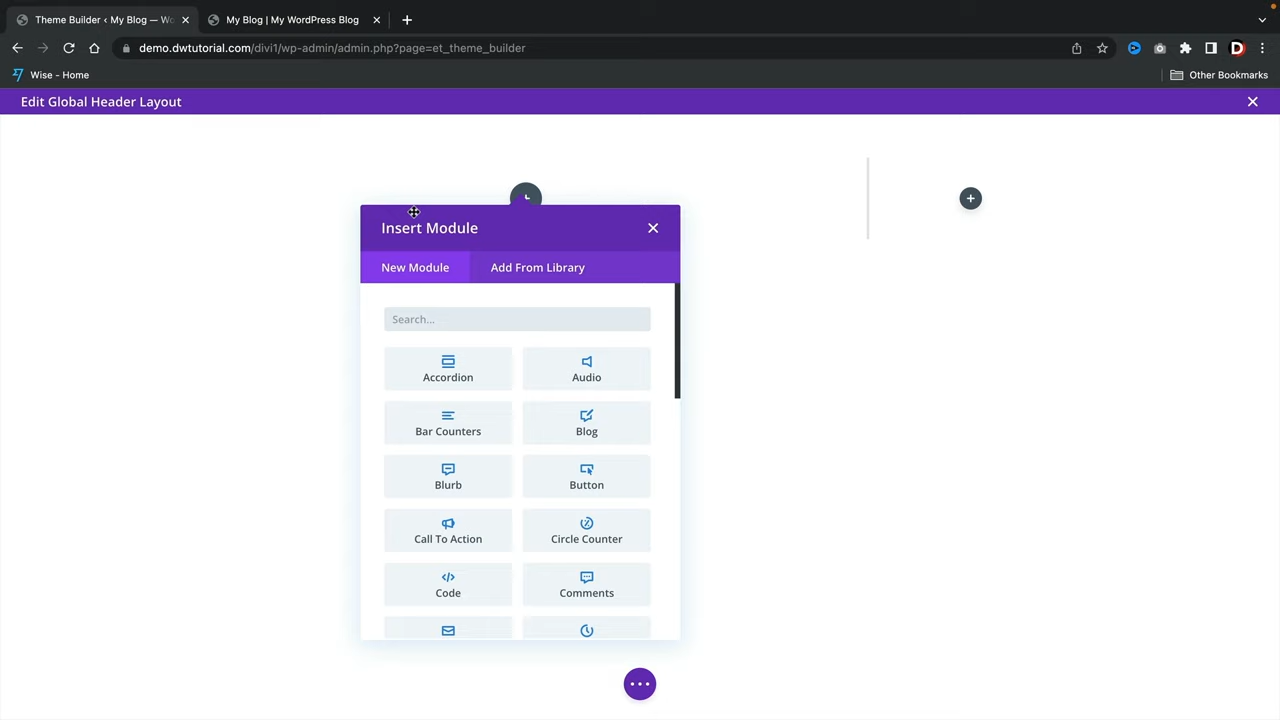 Theme Builder ‹ My Blog — Wo
My Blog | My WordPress Blog
demo.dwtutorial.com/divi1/wp-admin/admin.php?page=et_theme_builder
Wise - Home
Other Bookmarks
Edit Global Header Layout
Insert Module
New Module
Add From Library
Search...
Accordion
Audio
Bar Counters
Blog
Blurb
Button
Call To Action
Circle Counter
Code
Comments